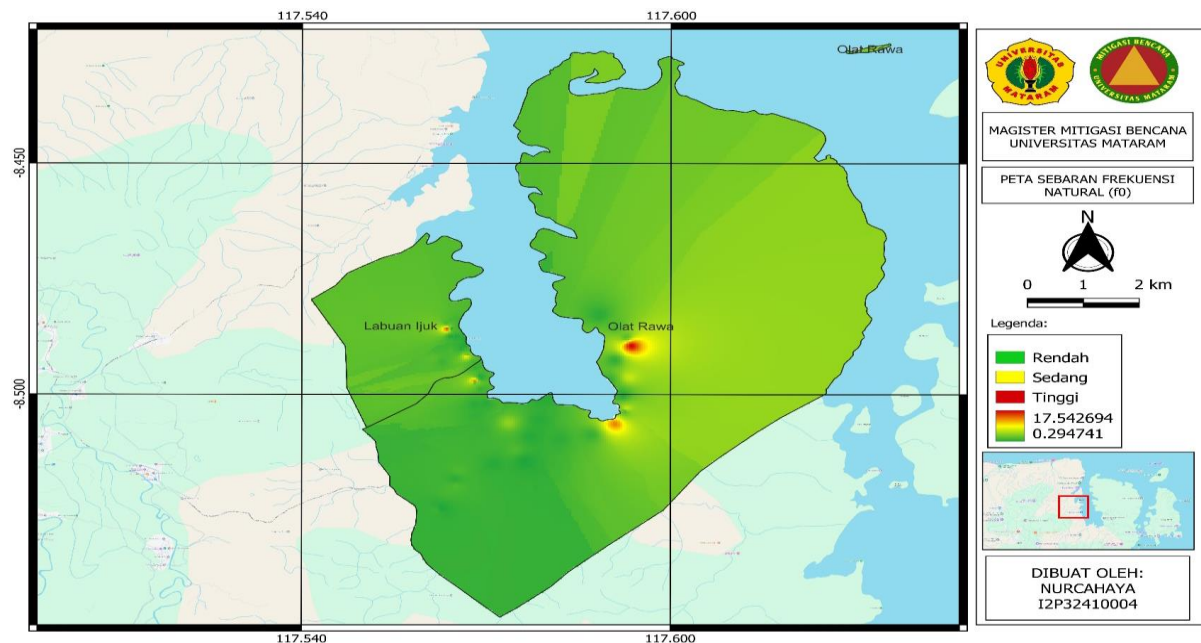 117.540
117.600
-8.450
-8.500
Olat Rawa
Labuan Ijuk
Olat Rawa
117.540
117.600
UNIVERSITAS
MATARAM
MITIGASI BENCANA
UNIVERSITAS MATARAM
MAGISTER MITIGASI BENCANA
UNIVERSITAS MATARAM
PETA SEBARAN FREKUENSI
NATURAL (f0)
N
0 1 2 km
Legenda:
Rendah
Sedang
Tinggi
17.542694
0.294741
DIBUAT OLEH:
NURCAHAYA
I2P32410004